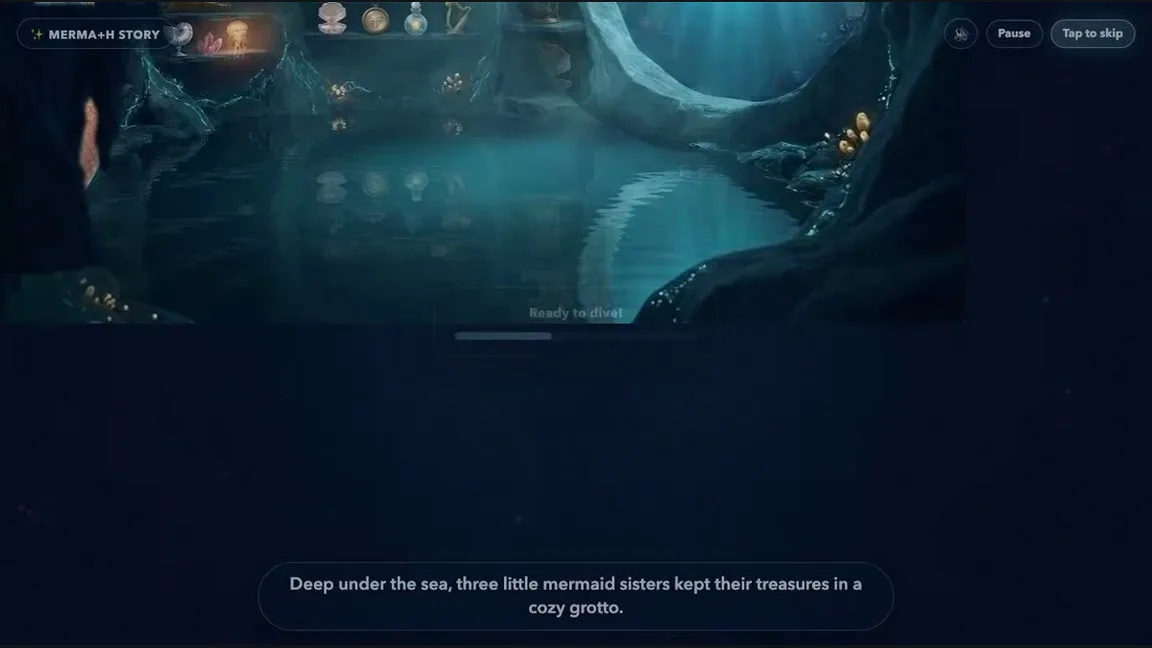 ✨ MERMA+H STORY
Pause
Tap to skip
Ready to dive!
Deep under the sea, three little mermaid sisters kept their treasures in a
cozy grotto.